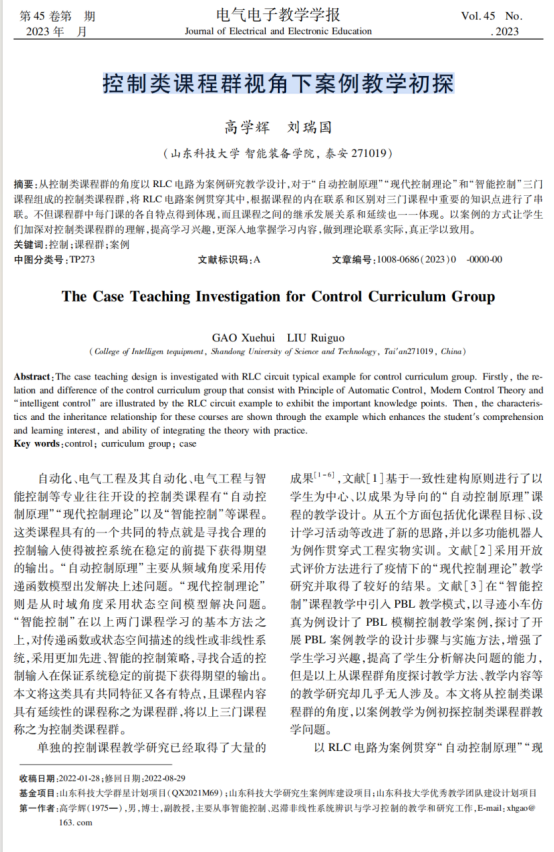 第 45 卷第　期
2023 年　月
电气电子教学学报
Journal of Electrical and Electronic Education
Vol. 45　No.
. 2023
控制类课程群视角下案例教学初探
高学辉　刘瑞国
(山东科技大学 智能装备学院, 泰安 271019)
摘要:从控制类课程群的角度以 RLC 电路为案例研究教学设计,对于“自动控制原理”“现代控制理论”和“智能控制”三门
课程组成的控制类课程群,将 RLC 电路案例贯穿其中,根据课程的内在联系和区别对三门课程中重要的知识点进行了串
联。不但课程群中每门课的各自特点得到体现,而且课程之间的继承发展关系和延续也一一体现。以案例的方式让学生
们加深对控制类课程群的理解,提高学习兴趣,更深入地掌握学习内容,做到理论联系实际,真正学以致用。
关键词:控制;课程群;案例
中图分类号:TP273　文献标识码:A　文章编号:1008-0686(2023)0　-0000-00
The Case Teaching Investigation for Control Curriculum Group
GAO Xuehui　LIU Ruiguo
(College of Intelligen tequipment, Shandong University of Science and Technology, Tai'an271019, China)
Abstract:The case teaching design is investigated with RLC circuit typical example for control curriculum group. Firstly, the re-
lation and difference of the control curriculum group that consist with Principle of Automatic Control, Modern Control Theory and
“intelligent control” are illustrated by the RLC circuit example to exhibit the important knowledge points. Then, the characteris-
tics and the inheritance relationship for these courses are shown through the example which enhances the student's comprehension
and learning interest, and ability of integrating the theory with practice.
Key words:control; curriculum group; case
自动化、电气工程及其自动化、电气工程与智
能控制等专业往往开设的控制类课程有“自动控
制原理”“现代控制理论”以及“智能控制”等课程。
这类课程具有的一个共同的特点就是寻找合理的
控制输入使得被控系统在稳定的前提下获得期望
的输出。“自动控制原理”主要从频域角度采用传
递函数模型出发解决上述问题。“现代控制理论”
则是从时域角度采用状态空间模型解决问题。
“智能控制”在以上两门课程学习的基本方法之
上,对传递函数或状态空间描述的线性或非线性系
统,采用更加先进、智能的控制策略,寻找合适的控
制输入在保证系统稳定的前提下获得期望的输出。
本文将这类具有共同特征又各有特点,且课程内容
具有延续性的课程称之为课程群,将以上三门课程
称之为控制类课程群。
单独的控制课程教学研究已经取得了大量的
成果[1-6],文献[1]基于一致性建构原则进行了以
学生为中心、以成果为导向的“自动控制原理”课
程的教学设计。从五个方面包括优化课程目标、设
计学习活动等改进了新的思路,并以多功能机器人
为例作贯穿式工程实物实训。文献[2]采用开放
式评价方法进行了疫情下的“现代控制理论”教学
研究并取得了较好的结果。文献[3]在“智能控
制”课程教学中引入 PBL 教学模式,以寻迹小车仿
真为例设计了 PBL 模糊控制教学案例,探讨了开
展 PBL 案例教学的设计步骤与实施方法,增强了
学生学习兴趣,提高了学生分析解决问题的能力,
但是以上从课程群角度探讨教学方法、教学内容等
的教学研究却几乎无人涉及。本文将从控制类课
程群的角度,以案例教学为例初探控制类课程群教
学问题。
以 RLC 电路为案例贯穿“自动控制原理”“现
收稿日期:2022-01-28;修回日期:2022-08-29
基金项目:山东科技大学群星计划项目(QX2021M69);山东科技大学研究生案例库建设项目;山东科技大学优秀教学团队建设计划项目
第一作者:高学辉(1975—),男,博士,副教授,主要从事智能控制、迟滞非线性系统辨识与学习控制的教学和研究工作,E-mail:xhgao@
163. com